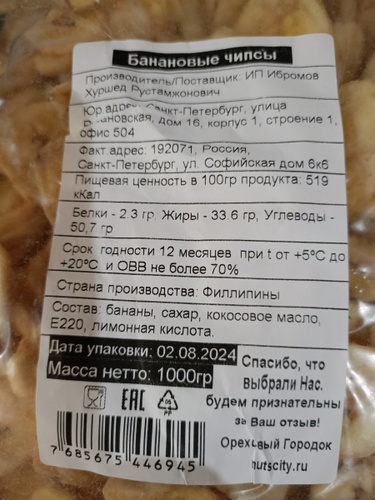 Банановые чипсы
Производитель/Поставщик: ИП Ибромов
Хуршед Рустамжонович
Юр.адрес Санкт-Петербург, улица
дом 16, корпус 1, строение 1,
офис 504
Факт.адрес: 192071, Россия,
Санкт-Петербург, ул. Софийская дом 6к6
Пищевая ценность в 100гр продукта: 519
кКал
Белки - 2.3 гр. Жиры - 33.6 гр, Углеводы -
50,7 гр
Срок годности 12 месяцев при t от +5°C до
+20°C и ОВВ не более 70%
Страна производства: Филлипины
Состав: бананы, сахар, кокосовое масло,
Е220, лимонная кислота.
Дата упаковки: 02.08.2024
Масса нетто: 1000гр
Спасибо, что
выбрали Нас.
будем признательны
за Ваш отзыв!
Ореховый Городок
nutscity.ru
EAC
05
PP
7 685675 446945